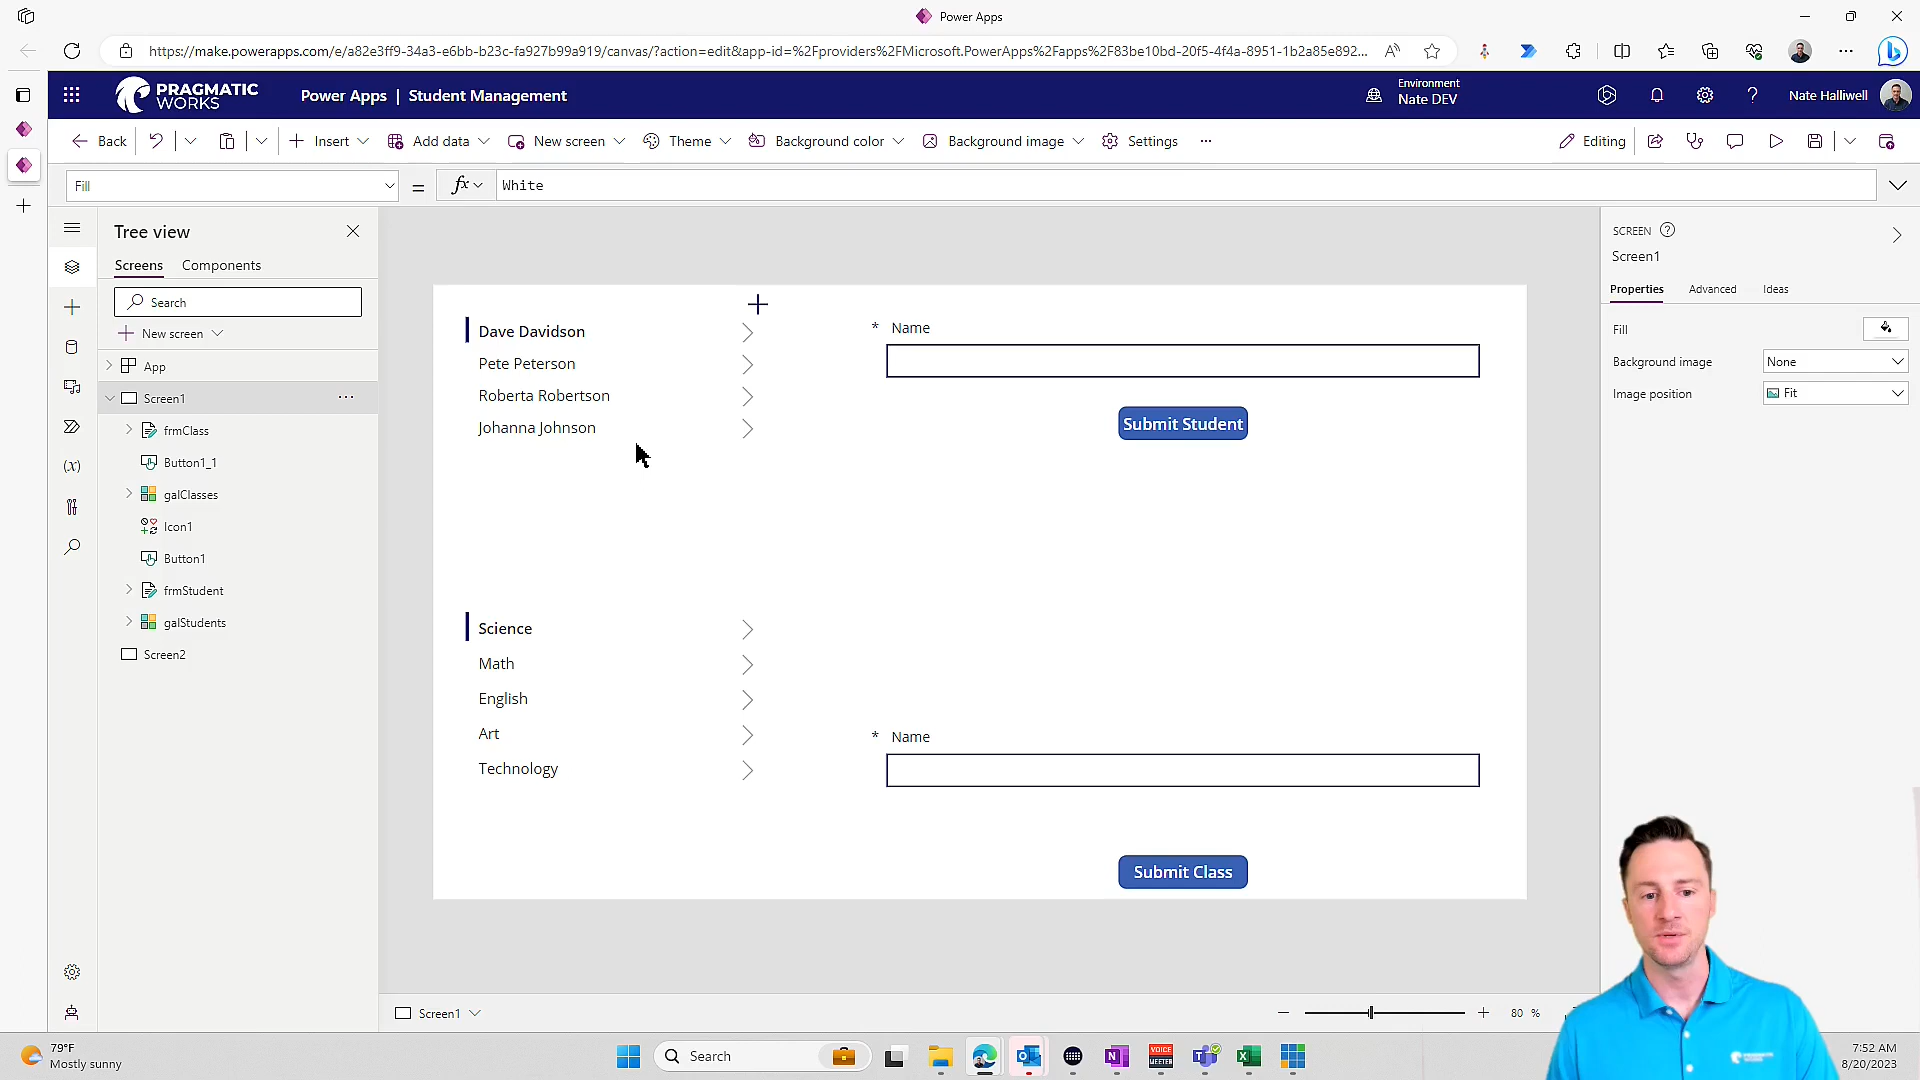 Power Apps
https://make.powerapps.com/e/a82e3ff9-34a3-e6bb-b23c-fa927b99a919/canvas/?action=edit&app-id=%2Fproviders%2FMicrosoft.PowerApps%2Fapps%2F83be10bd-20f5-4f4a-8951-1b2a85e892...
PRAGMATIC WORKS
Power Apps | Student Management
Environment
Nate DEV
Nate Halliwell
Back
Insert
Add data
New screen
Theme
Background color
Background image
Settings
Editing
Fill
=
fx
White
Tree view
Screens
Components
Search
New screen
App
Screen1
frmClass
Button1_1
galClasses
Icon1
Button1
frmStudent
galStudents
Screen2
Dave Davidson
Pete Peterson
Roberta Robertson
Johanna Johnson
* Name
Submit Student
Science
Math
English
Art
Technology
* Name
Submit Class
SCREEN
Screen1
Properties
Advanced
Ideas
Fill
Background image
None
Image position
Fit
Screen1
80 %
79°F
Mostly sunny
Search
VOICE
MEETER
7:52 AM
8/20/2023